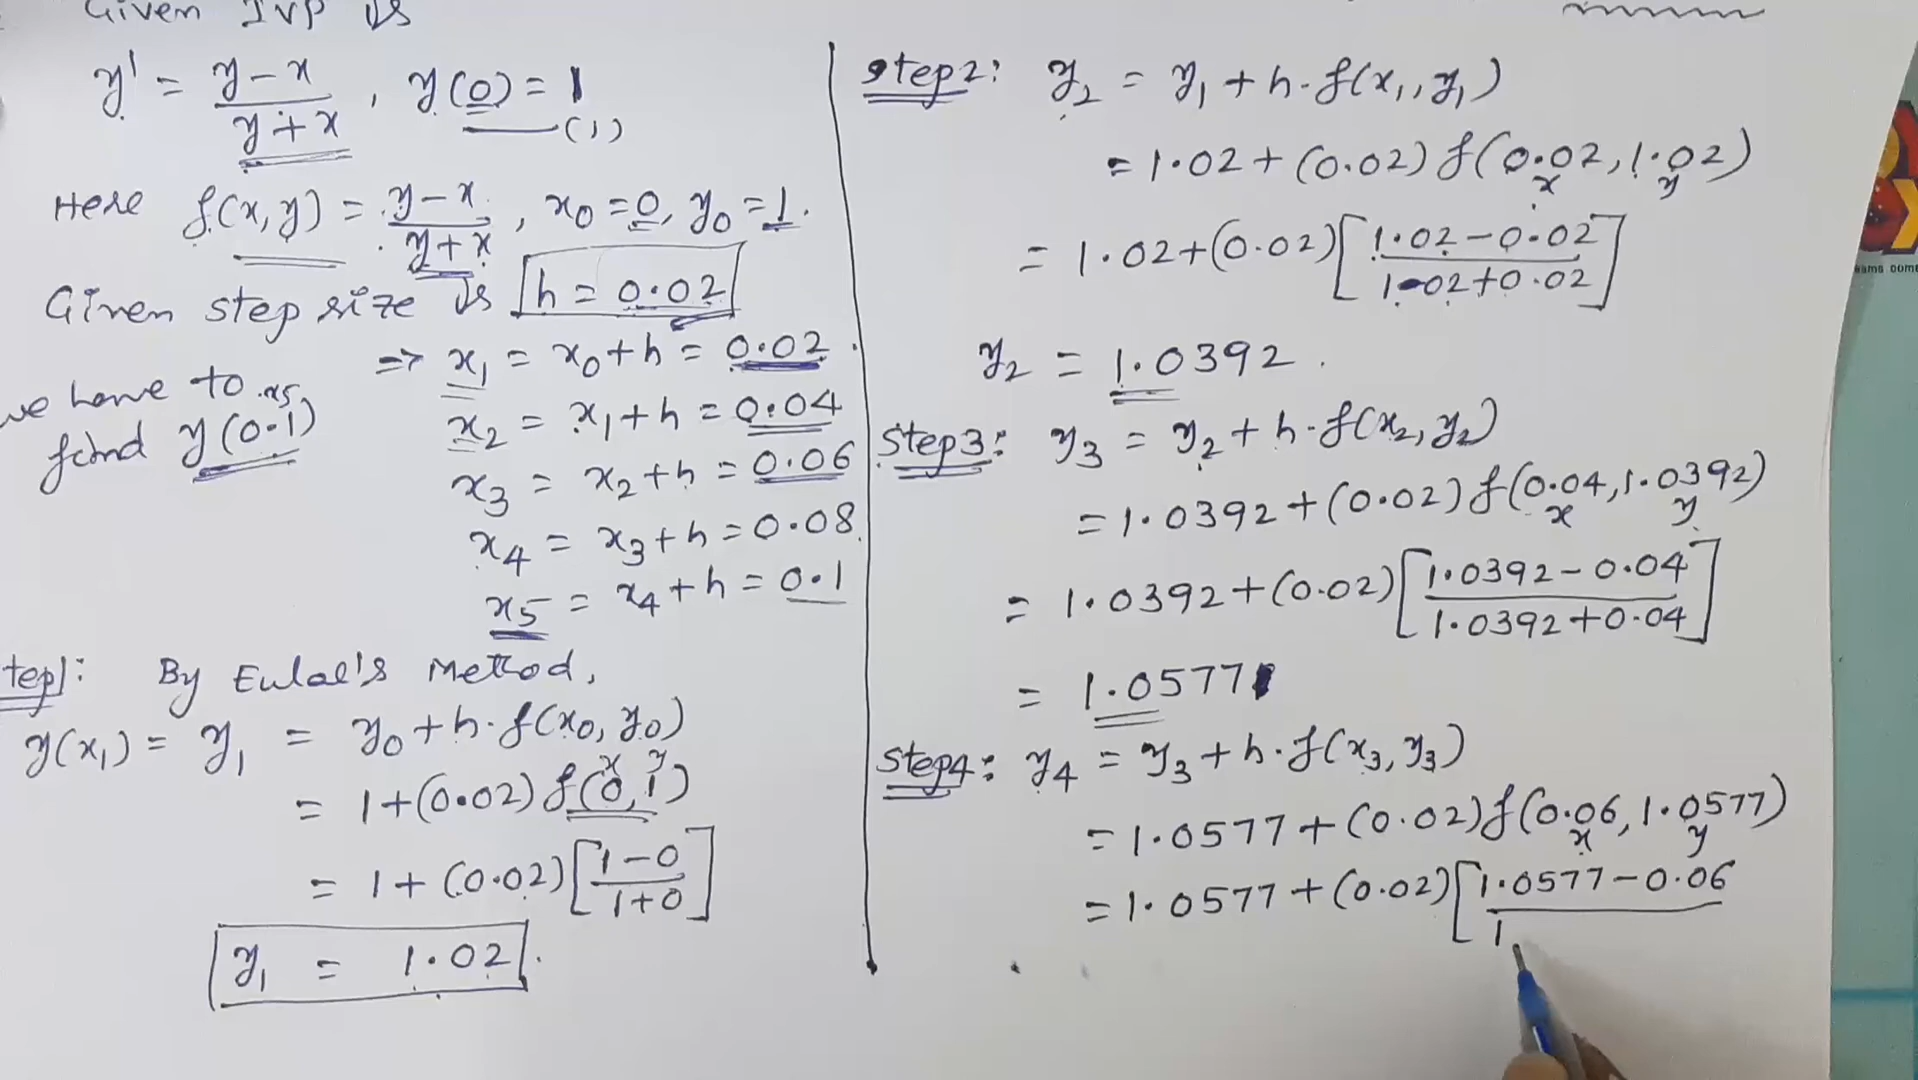 Given IVP is
y' = (y-x)/(y+x), y(0) = 1 —(1)
Here f(x,y) = (y-x)/(y+x), x₀=0, y₀=1.
Given step size is h = 0.02
⇒ x₁ = x₀+h = 0.02.
we have to
find y(0.1) x₅
x₂ = x₁+h = 0.04
x₃ = x₂+h = 0.06
x₄ = x₃+h = 0.08
x₅ = x₄+h = 0.1
tep1: By Eular's Method,
y(x₁) = y₁ = y₀+h·f(x₀,y₀)
x y
= 1+(0.02)f(0,1)
= 1+(0.02)[(1-0)/(1+0)]
y₁ = 1.02.
step2: y₂ = y₁+h·f(x₁,y₁)
= 1.02+(0.02)f(0.02,1.02)
x y
= 1.02+(0.02)[(1.02-0.02)/(1.02+0.02)]
y₂ = 1.0392.
Step3: y₃ = y₂+h·f(x₂,y₂)
= 1.0392+(0.02)f(0.04,1.0392)
x y
= 1.0392+(0.02)[(1.0392-0.04)/(1.0392+0.04)]
= 1.0577
Step4: y₄ = y₃+h·f(x₃,y₃)
= 1.0577+(0.02)f(0.06,1.0577)
x y
= 1.0577+(0.02)[(1.0577-0.06)/1